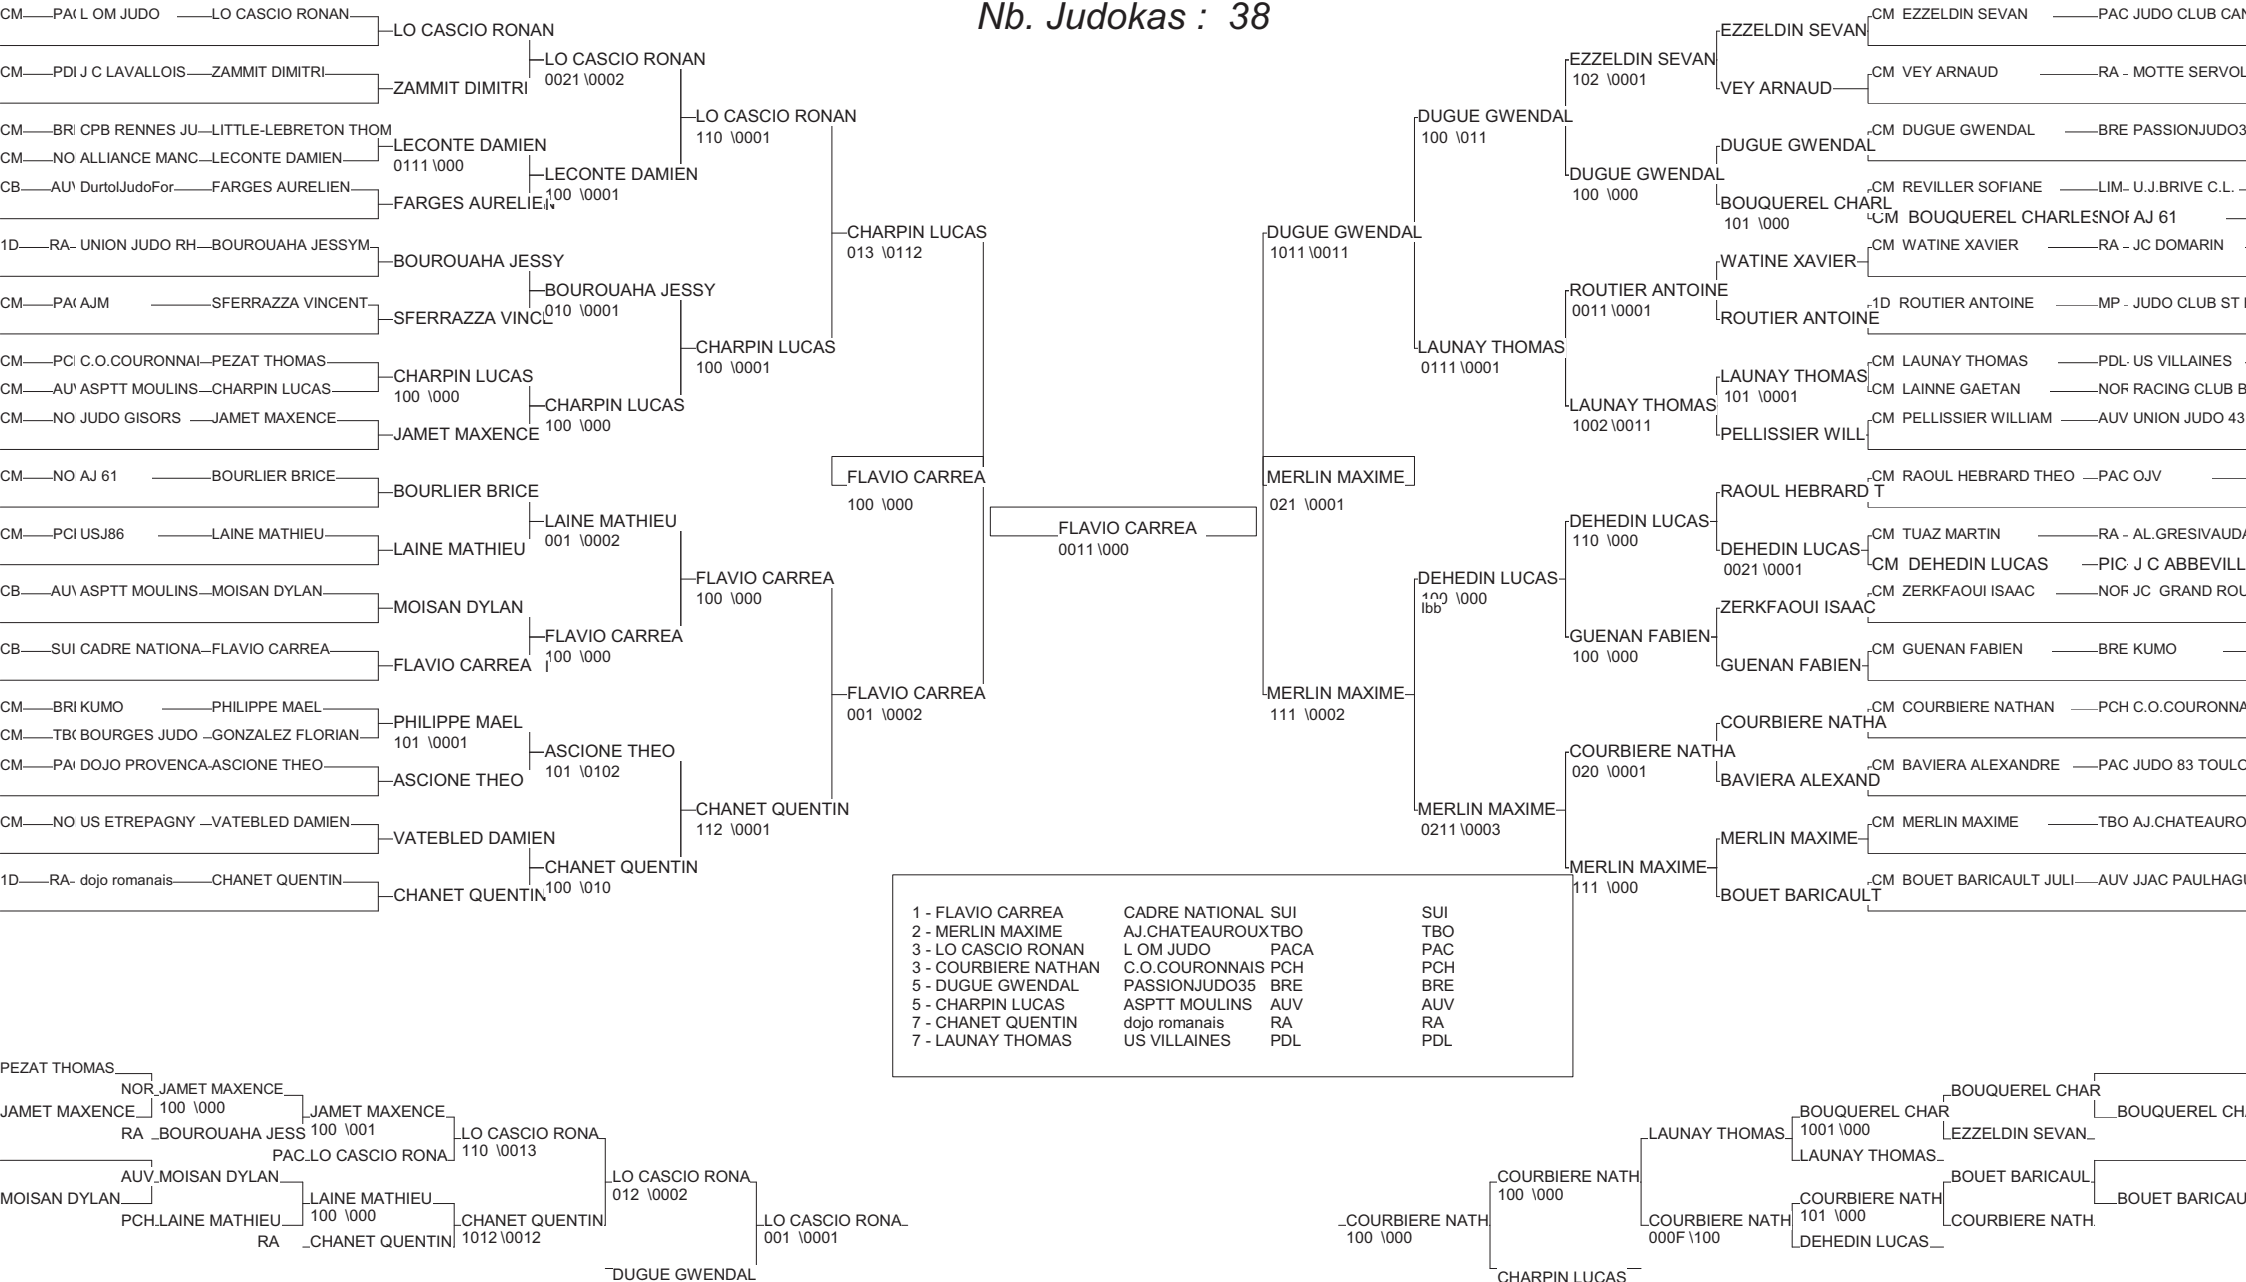 Nb. Judokas : 38
CM PA( L OM JUDO LO CASCIO RONAN
LO CASCIO RONAN
CM PDI J C LAVALLOIS ZAMMIT DIMITRI
ZAMMIT DIMITRI
LO CASCIO RONAN
0021 \0002
CM BRI CPB RENNES JU LITTLE-LEBRETON THOM
CM NO ALLIANCE MANC LECONTE DAMIEN
LECONTE DAMIEN
0111 \000
CB AU\ DurtolJudoFor FARGES AURELIEN
FARGES AURELIEN
LECONTE DAMIEN
100 \0001
LO CASCIO RONAN
110 \0001
1D RA- UNION JUDO RH BOUROUAHA JESSYM
BOUROUAHA JESSY
CM PA( AJM SFERRAZZA VINCENT
SFERRAZZA VINCE
BOUROUAHA JESSY
010 \0001
CM PCI C.O.COURONNAI PEZAT THOMAS
CM AU\ ASPTT MOULINS CHARPIN LUCAS
CHARPIN LUCAS
100 \000
CM NO JUDO GISORS JAMET MAXENCE
JAMET MAXENCE
CHARPIN LUCAS
100 \000
CHARPIN LUCAS
100 \0001
CHARPIN LUCAS
013 \0112
CM NO AJ 61 BOURLIER BRICE
BOURLIER BRICE
CM PCI USJ86 LAINE MATHIEU
LAINE MATHIEU
LAINE MATHIEU
001 \0002
CB AU\ ASPTT MOULINS MOISAN DYLAN
MOISAN DYLAN
CB SUI CADRE NATIONA FLAVIO CARREA
FLAVIO CARREA
FLAVIO CARREA
100 \000
FLAVIO CARREA
100 \000
CM BRI KUMO PHILIPPE MAEL
CM TB( BOURGES JUDO GONZALEZ FLORIAN
PHILIPPE MAEL
101 \0001
CM PA( DOJO PROVENCA ASCIONE THEO
ASCIONE THEO
ASCIONE THEO
101 \0102
CM NO US ETREPAGNY VATEBLED DAMIEN
VATEBLED DAMIEN
1D RA- dojo romanais CHANET QUENTIN
CHANET QUENTIN
CHANET QUENTIN
100 \010
CHANET QUENTIN
112 \0001
FLAVIO CARREA
001 \0002
FLAVIO CARREA
100 \000
FLAVIO CARREA
0011 \000
MERLIN MAXIME
021 \0001
DUGUE GWENDAL
1011 \0011
MERLIN MAXIME
111 \0002
DUGUE GWENDAL
100 \011
LAUNAY THOMAS
0111 \0001
DEHEDIN LUCAS
100 \000
Ibb
MERLIN MAXIME
0211 \0003
EZZELDIN SEVAN
102 \0001
DUGUE GWENDAL
100 \000
ROUTIER ANTOINE
0011 \0001
LAUNAY THOMAS
1002 \0011
DEHEDIN LUCAS
110 \000
GUENAN FABIEN
100 \000
COURBIERE NATHA
020 \0001
MERLIN MAXIME
111 \000
EZZELDIN SEVAN
CM EZZELDIN SEVAN PAC JUDO CLUB CAN
VEY ARNAUD
CM VEY ARNAUD RA - MOTTE SERVOL
DUGUE GWENDAL
CM DUGUE GWENDAL BRE PASSIONJUDO3
BOUQUEREL CHARL
101 \000
CM REVILLER SOFIANE LIM- U.J.BRIVE C.L.
CM BOUQUEREL CHARLES NOR AJ 61
WATINE XAVIER
CM WATINE XAVIER RA - JC DOMARIN
ROUTIER ANTOINE
1D ROUTIER ANTOINE MP - JUDO CLUB ST
LAUNAY THOMAS
101 \0001
CM LAUNAY THOMAS PDL- US VILLAINES
CM LAINNE GAETAN NOR RACING CLUB B
PELLISSIER WILL
CM PELLISSIER WILLIAM AUV UNION JUDO 43
RAOUL HEBRARD T
CM RAOUL HEBRARD THEO PAC OJV
DEHEDIN LUCAS
0021 \0001
CM TUAZ MARTIN RA - AL.GRESIVAUDA
CM DEHEDIN LUCAS PIC J C ABBEVILL
ZERKFAOUI ISAAC
CM ZERKFAOUI ISAAC NOR JC GRAND ROU
GUENAN FABIEN
CM GUENAN FABIEN BRE KUMO
COURBIERE NATHA
CM COURBIERE NATHAN PCH C.O.COURONNA
BAVIERA ALEXAND
CM BAVIERA ALEXANDRE PAC JUDO 83 TOULO
MERLIN MAXIME
CM MERLIN MAXIME TBO AJ.CHATEAURO
BOUET BARICAULT
CM BOUET BARICAULT JULI AUV JJAC PAULHAGU
1 - FLAVIO CARREA CADRE NATIONAL SUI SUI
2 - MERLIN MAXIME AJ.CHATEAUROUX TBO TBO
3 - LO CASCIO RONAN L OM JUDO PACA PAC
3 - COURBIERE NATHAN C.O.COURONNAIS PCH PCH
5 - DUGUE GWENDAL PASSIONJUDO35 BRE BRE
5 - CHARPIN LUCAS ASPTT MOULINS AUV AUV
7 - CHANET QUENTIN dojo romanais RA RA
7 - LAUNAY THOMAS US VILLAINES PDL PDL
PEZAT THOMAS
JAMET MAXENCE
NOR JAMET MAXENCE
100 \000
RA BOUROUAHA JESS
JAMET MAXENCE
100 \001
PAC LO CASCIO RONA
LO CASCIO RONA
110 \0013
MOISAN DYLAN
AUV MOISAN DYLAN
PCH LAINE MATHIEU
LAINE MATHIEU
100 \000
RA CHANET QUENTIN
CHANET QUENTIN
1012 \0012
LO CASCIO RONA
012 \0002
DUGUE GWENDAL
LO CASCIO RONA
001 \0001
COURBIERE NATH
100 \000
COURBIERE NATH
100 \000
CHARPIN LUCAS
LAUNAY THOMAS
COURBIERE NATH
000F \100
BOUQUEREL CHAR
1001 \000
LAUNAY THOMAS
COURBIERE NATH
101 \000
DEHEDIN LUCAS
BOUQUEREL CHAR
EZZELDIN SEVAN
BOUET BARICAUL
COURBIERE NATH
BOUQUEREL CHA
BOUET BARICAU